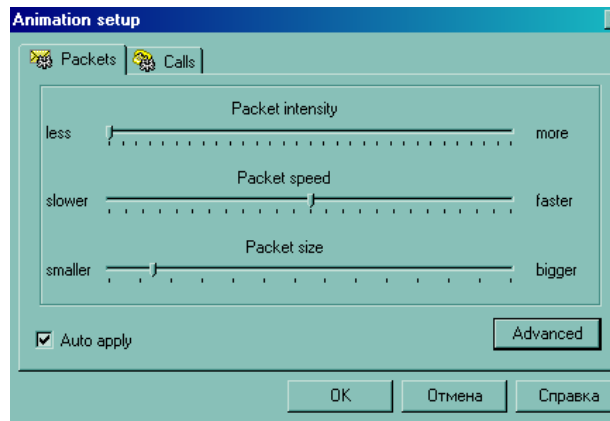 Animation setup
Packets Calls
Packet intensity
less more
Packet speed
slower faster
Packet size
smaller bigger
Auto apply Advanced
OK Отмена Справка